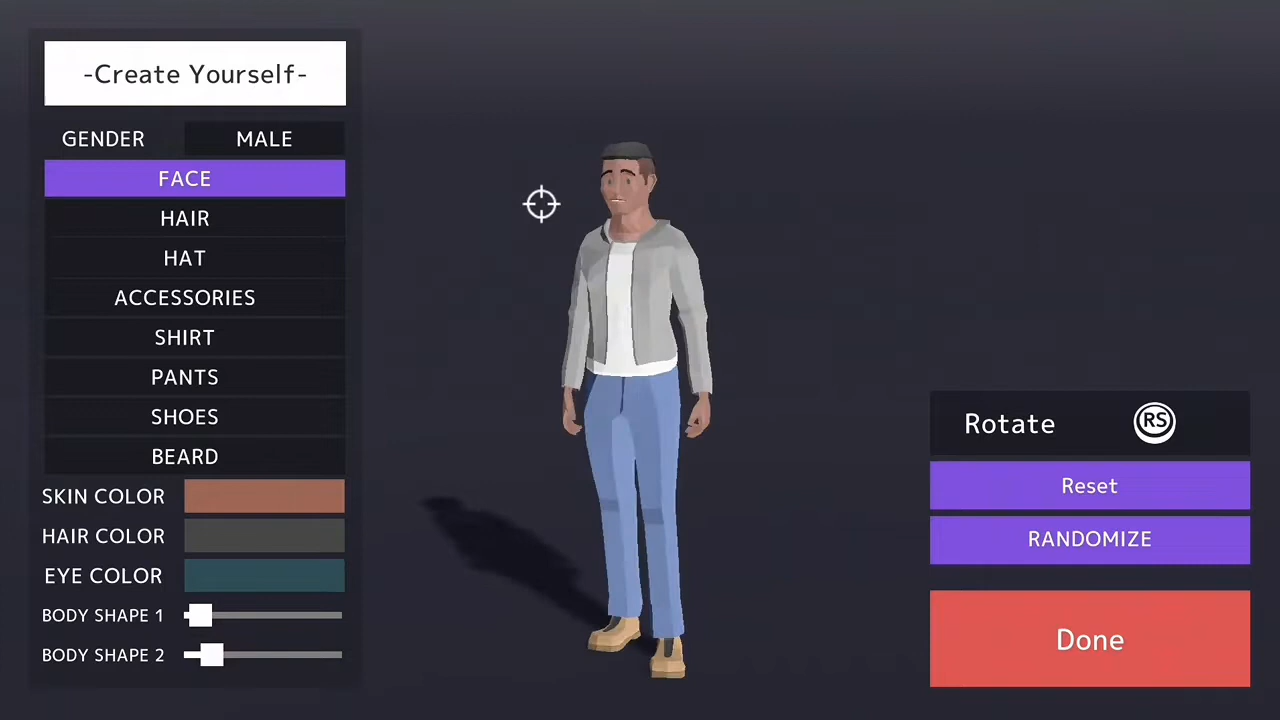 -Create Yourself-
GENDER MALE
FACE
HAIR
HAT
ACCESSORIES
SHIRT
PANTS
SHOES
BEARD
SKIN COLOR
HAIR COLOR
EYE COLOR
BODY SHAPE 1
BODY SHAPE 2
Rotate RS
Reset
RANDOMIZE
Done